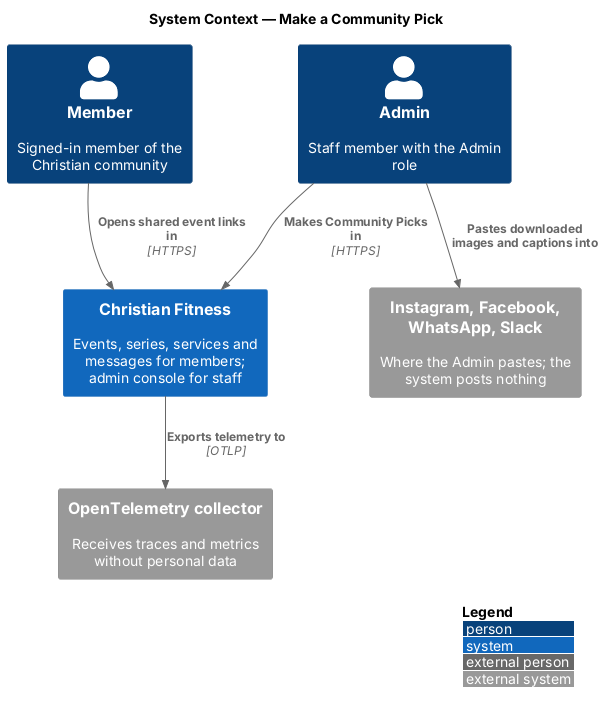 System Context — Make a Community Pick
Member
Signed-in member of the
Christian community
Admin
Staff member with the Admin
role
Opens shared event links
in
[HTTPS]
Makes Community Picks
in
[HTTPS]
Pastes downloaded
images and captions into
Christian Fitness
Events, series, services and
messages for members;
admin console for staff
Instagram, Facebook,
WhatsApp, Slack
Where the Admin pastes; the
system posts nothing
Exports telemetry to
[OTLP]
OpenTelemetry collector
Receives traces and metrics
without personal data
Legend
person
system
external person
external system